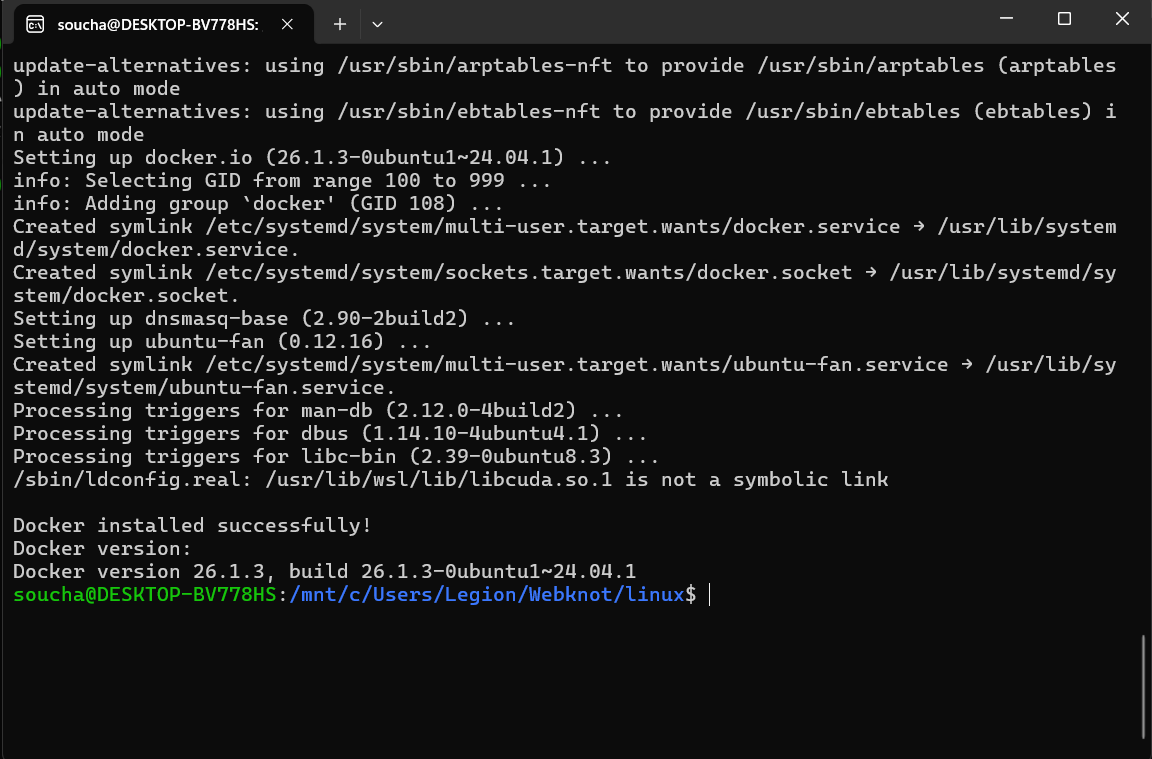 soucha@DESKTOP-BV778HS:
update-alternatives: using /usr/sbin/arptables-nft to provide /usr/sbin/arptables (arptables
) in auto mode
update-alternatives: using /usr/sbin/ebtables-nft to provide /usr/sbin/ebtables (ebtables) i
n auto mode
Setting up docker.io (26.1.3-0ubuntu1~24.04.1) ...
info: Selecting GID from range 100 to 999 ...
info: Adding group `docker' (GID 108) ...
Created symlink /etc/systemd/system/multi-user.target.wants/docker.service → /usr/lib/system
d/system/docker.service.
Created symlink /etc/systemd/system/sockets.target.wants/docker.socket → /usr/lib/systemd/sy
stem/docker.socket.
Setting up dnsmasq-base (2.90-2build2) ...
Setting up ubuntu-fan (0.12.16) ...
Created symlink /etc/systemd/system/multi-user.target.wants/ubuntu-fan.service → /usr/lib/sy
stemd/system/ubuntu-fan.service.
Processing triggers for man-db (2.12.0-4build2) ...
Processing triggers for dbus (1.14.10-4ubuntu4.1) ...
Processing triggers for libc-bin (2.39-0ubuntu8.3) ...
/sbin/ldconfig.real: /usr/lib/wsl/lib/libcuda.so.1 is not a symbolic link

Docker installed successfully!
Docker version:
Docker version 26.1.3, build 26.1.3-0ubuntu1~24.04.1
soucha@DESKTOP-BV778HS:/mnt/c/Users/Legion/Webknot/linux$